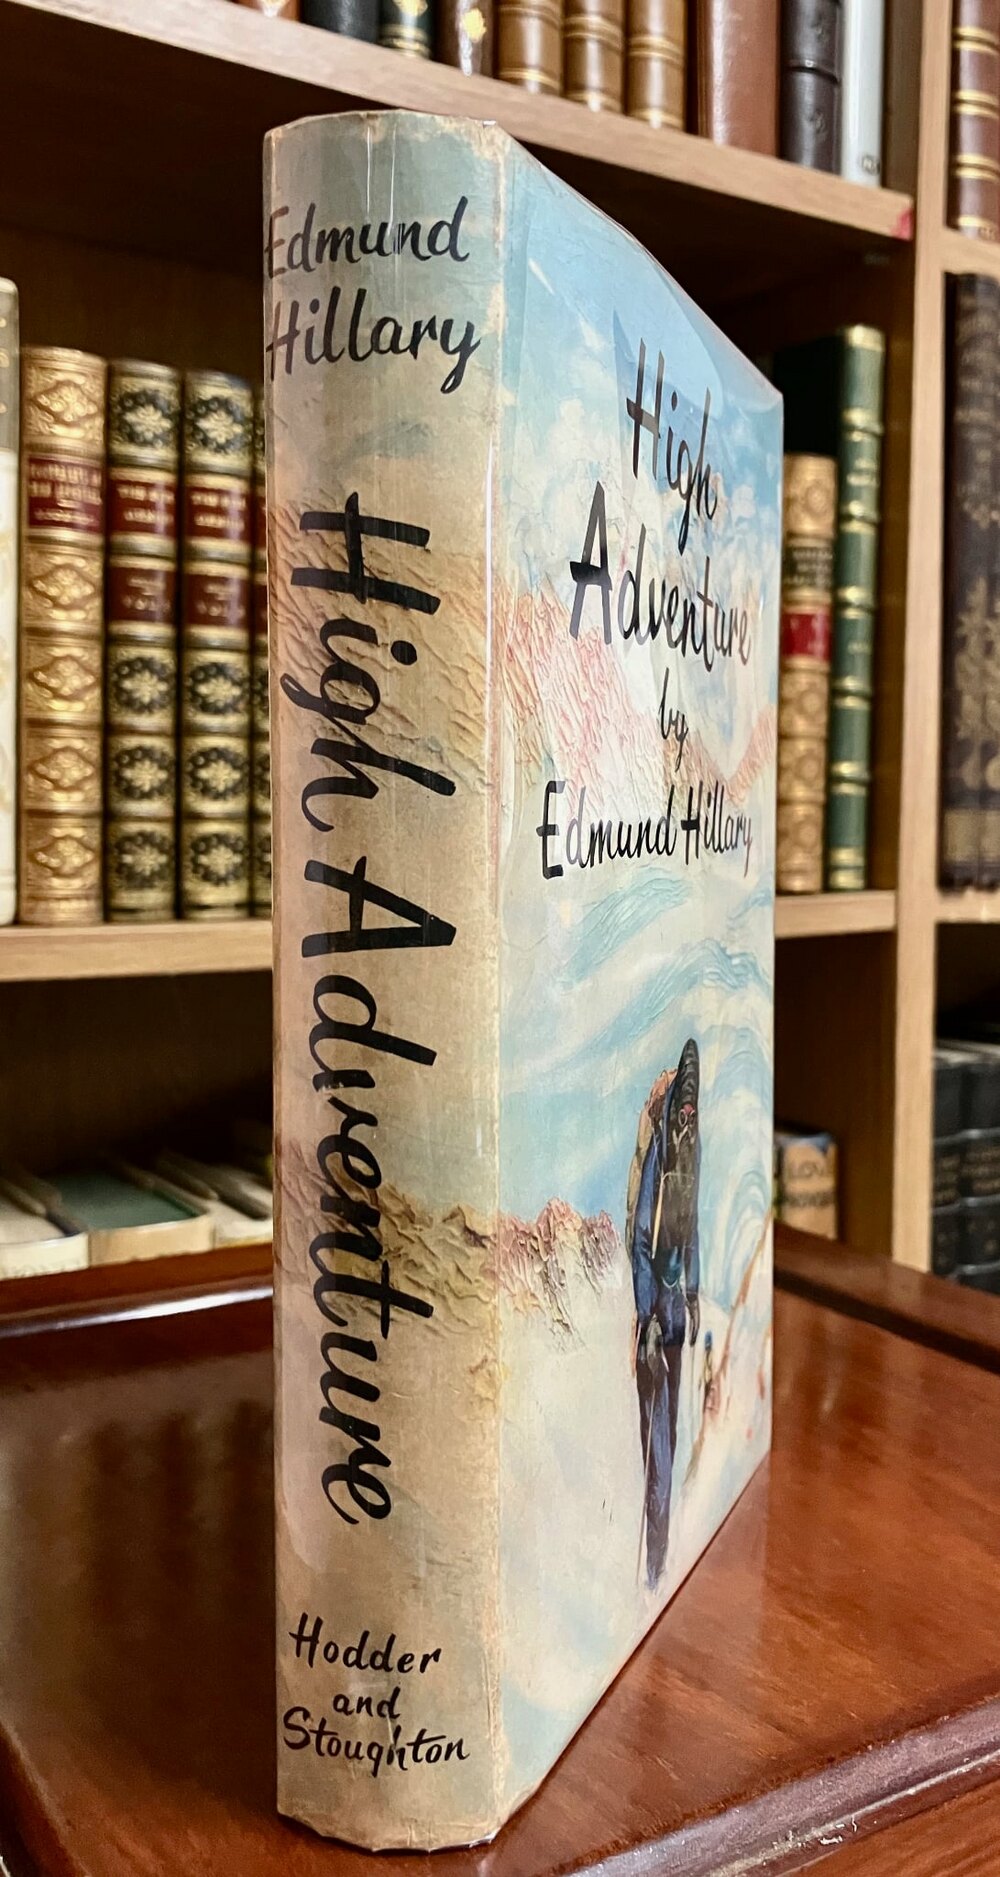 Edmund
Hillary
High Adventure
Hodder
and
Stoughton
High
Adventure
by
Edmund Hillary